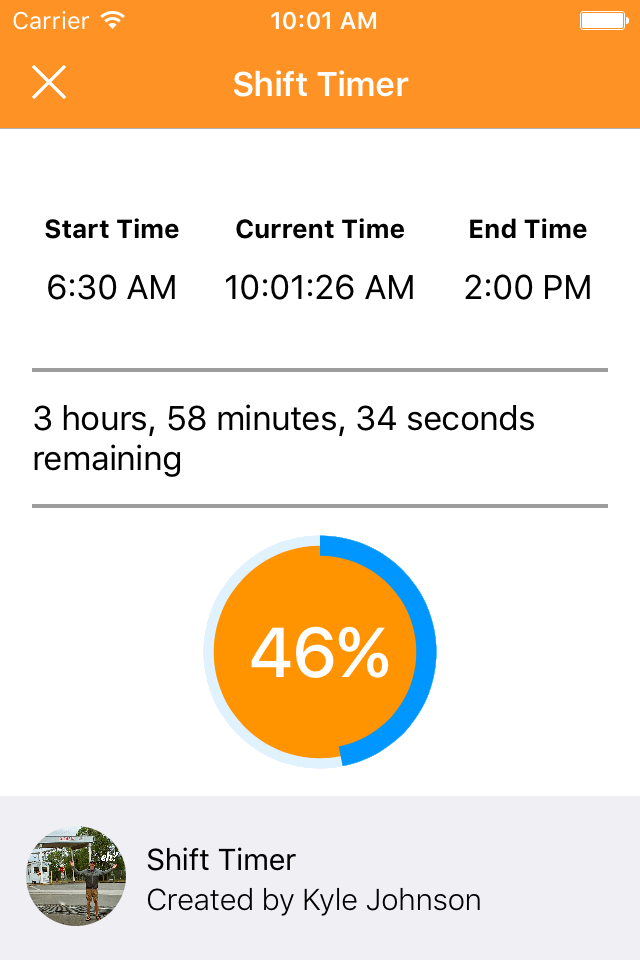 Carrier 10:01 AM
Shift Timer
Start Time Current Time End Time
6:30 AM 10:01:26 AM 2:00 PM
3 hours, 58 minutes, 34 seconds
remaining
46%
Shift Timer
Created by Kyle Johnson